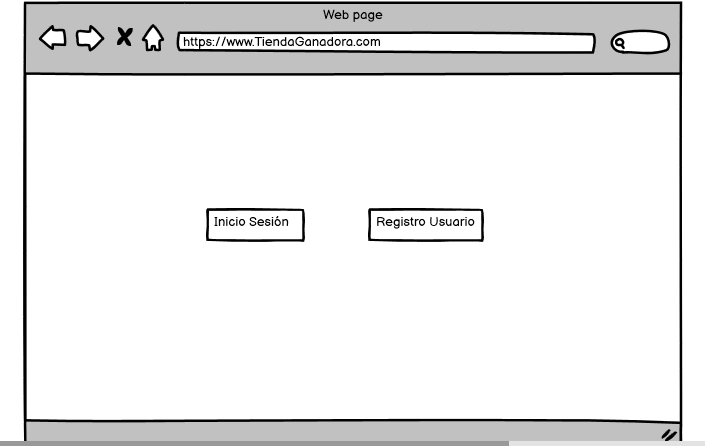 Web page
https://www.TiendaGanadora.com
Inicio Sesión
Registro Usuario